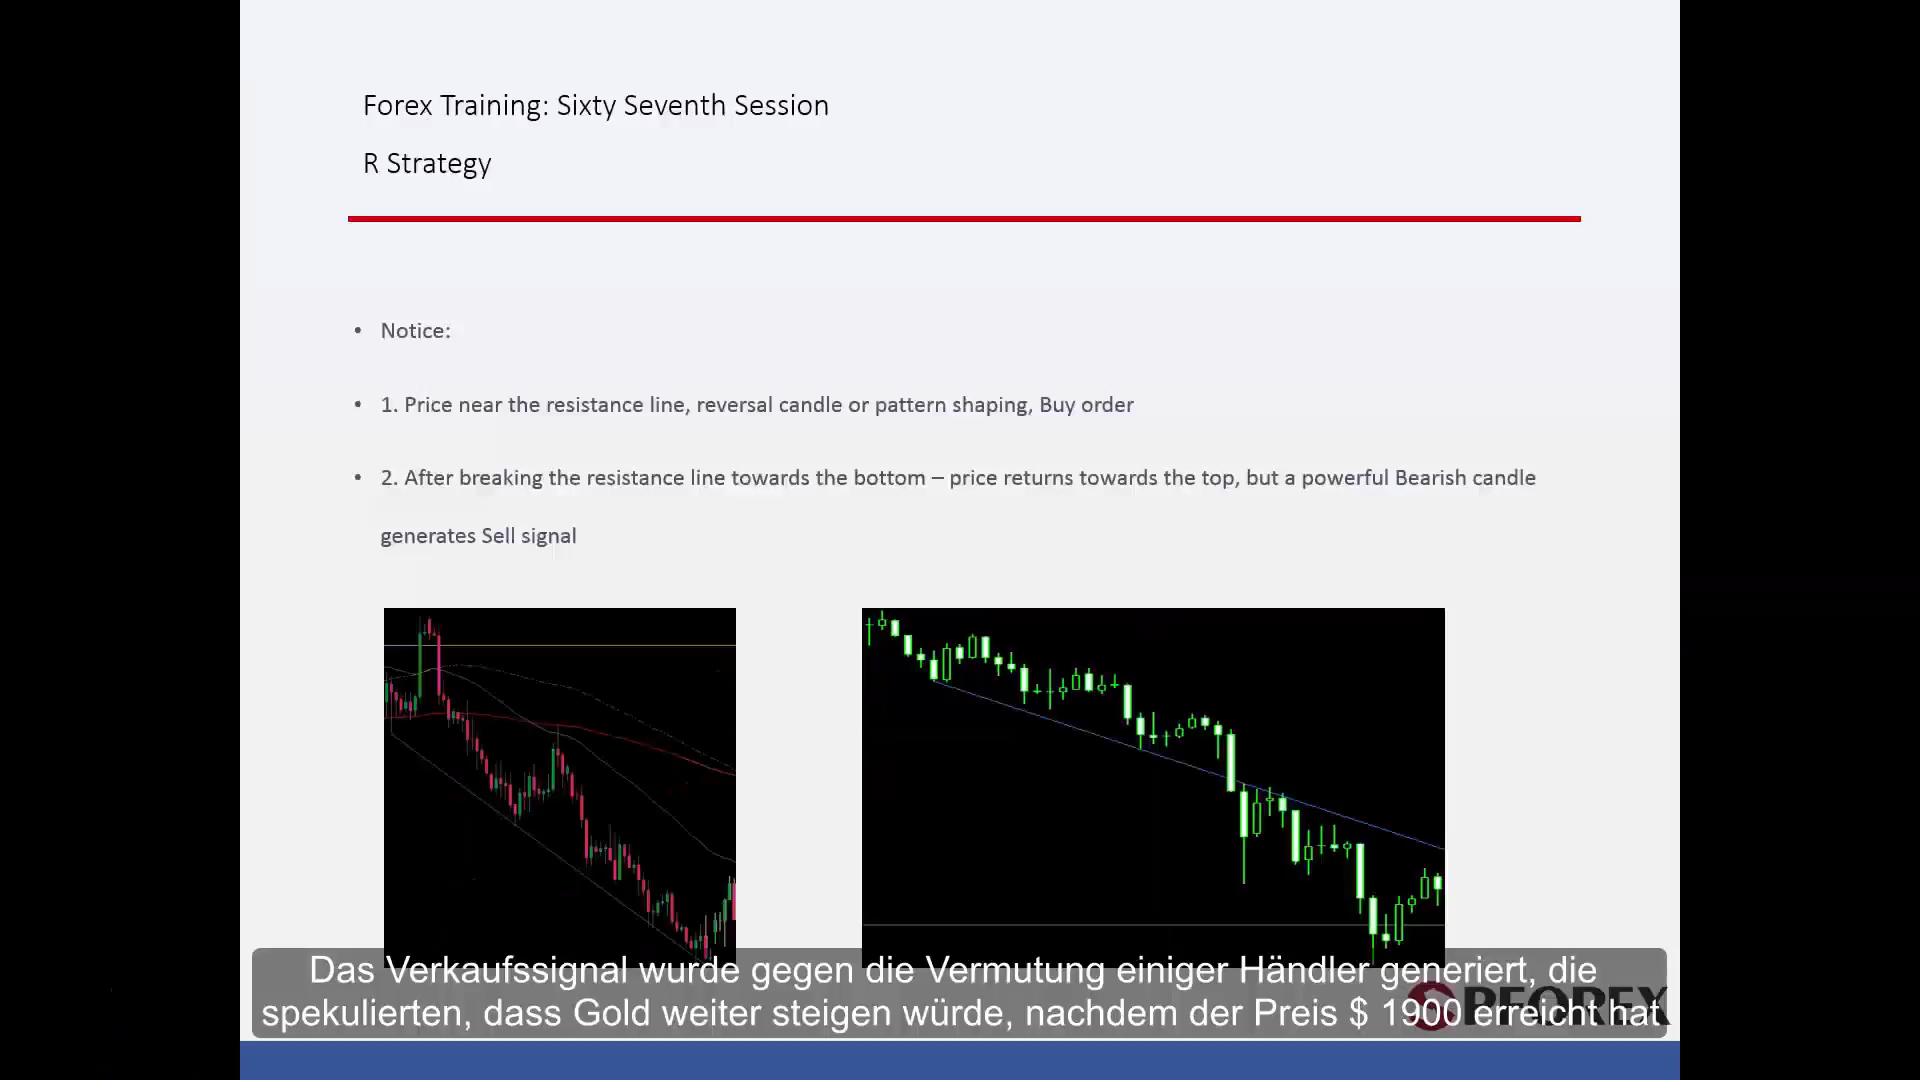 Forex Training: Sixty Seventh Session
R Strategy
• Notice:
• 1. Price near the resistance line, reversal candle or pattern shaping, Buy order
• 2. After breaking the resistance line towards the bottom – price returns towards the top, but a powerful Bearish candle
generates Sell signal
Das Verkaufssignal wurde gegen die Vermutung einiger Händler generiert, die
spekulierten, dass Gold weiter steigen würde, nachdem der Preis $ 1900 erreicht hat
PFOREX